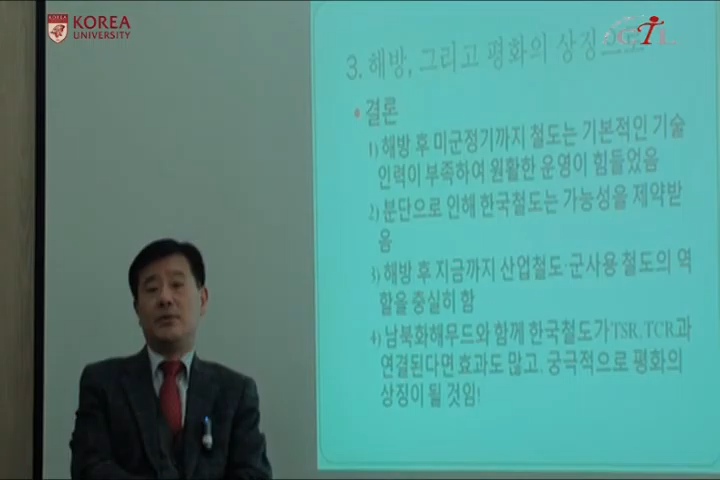 KOREA
UNIVERSITY
3. 해방, 그리고 평화의 상징으로
• 결론
1) 해방 후 미군정기까지 철도는 기본적인 기술
인력이 부족하여 원활한 운영이 힘들었음
2) 분단으로 인해 한국철도는 가능성을 제약받
음
3) 해방 후 지금까지 산업철도·군사용 철도의 역
할을 충실히 함
4) 남북화해무드와 함께 한국철도가 TSR, TCR과
연결된다면 효과도 많고, 궁극적으로 평화의
상징이 될 것임!